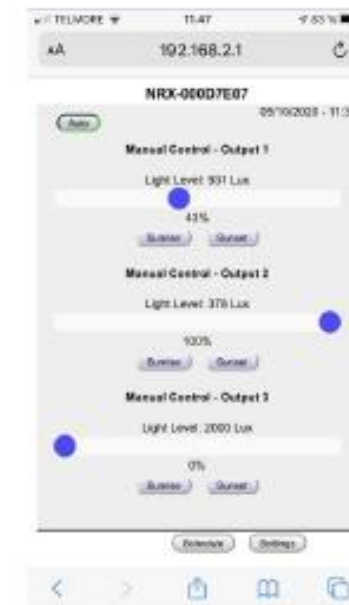 TELMORE 11.47 83 %
AA 192.168.2.1
NRX-000D7E07
09/10/2020 - 11:3
Auto
Manual Control - Output 1
Light Level: 931 Lux
43%
Sunrise Sunset
Manual Control - Output 2
Light Level: 378 Lux
100%
Sunrise Sunset
Manual Control - Output 3
Light Level: 2000 Lux
0%
Sunrise Sunset
Schedule Settings